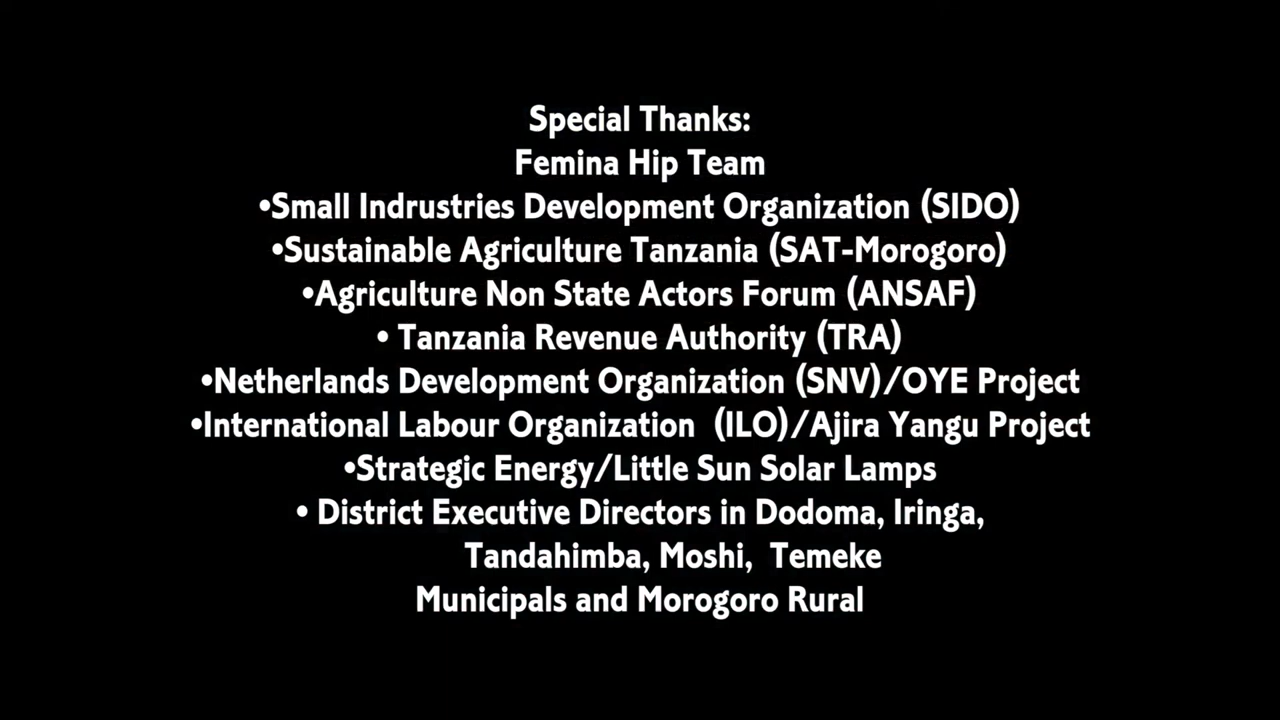 Special Thanks:
Femina Hip Team
•Small Indrustries Development Organization (SIDO)
•Sustainable Agriculture Tanzania (SAT-Morogoro)
•Agriculture Non State Actors Forum (ANSAF)
• Tanzania Revenue Authority (TRA)
•Netherlands Development Organization (SNV)/OYE Project
•International Labour Organization  (ILO)/Ajira Yangu Project
•Strategic Energy/Little Sun Solar Lamps
• District Executive Directors in Dodoma, Iringa,
Tandahimba, Moshi,  Temeke
Municipals and Morogoro Rural